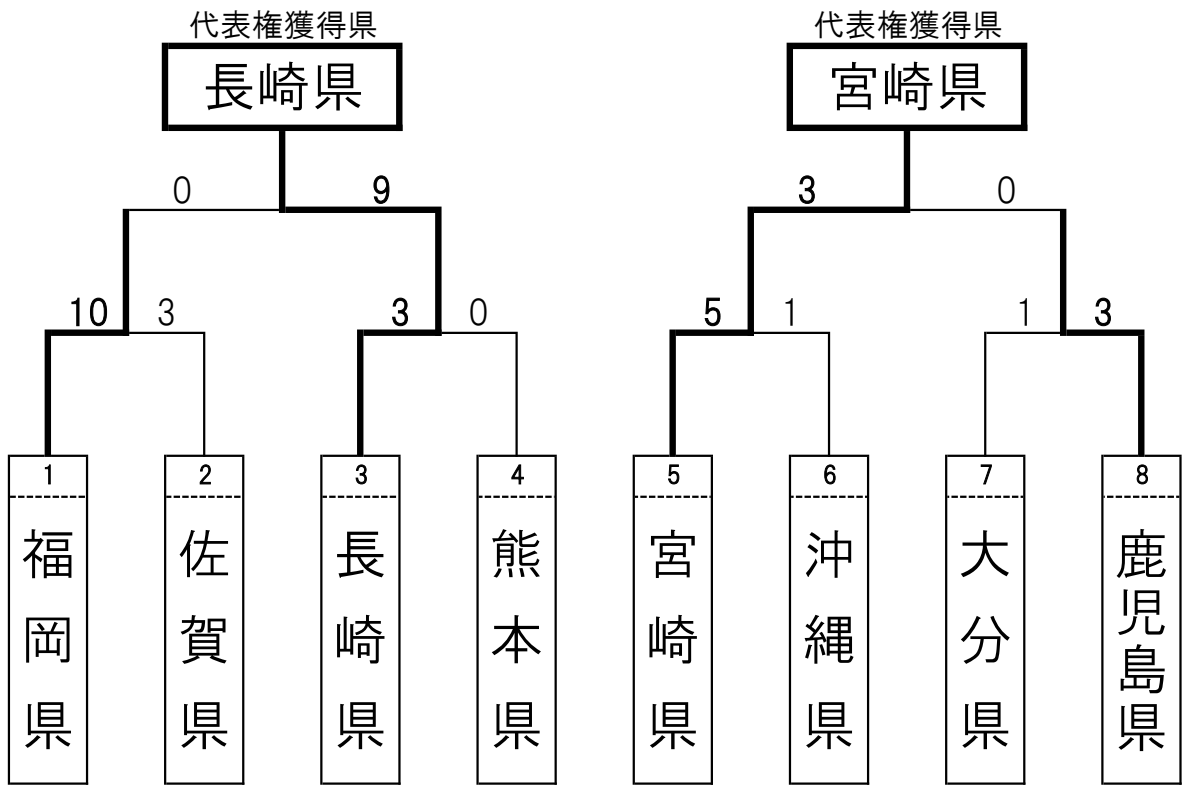 代表権獲得県 代表権獲得県
長崎県 宮崎県
0 9 3 0
10 3 3 0 5 1 1 3
1 2 3 4 5 6 7 8
福岡県
佐賀県
長崎県
熊本県
宮崎県
沖縄県
大分県
鹿児島県